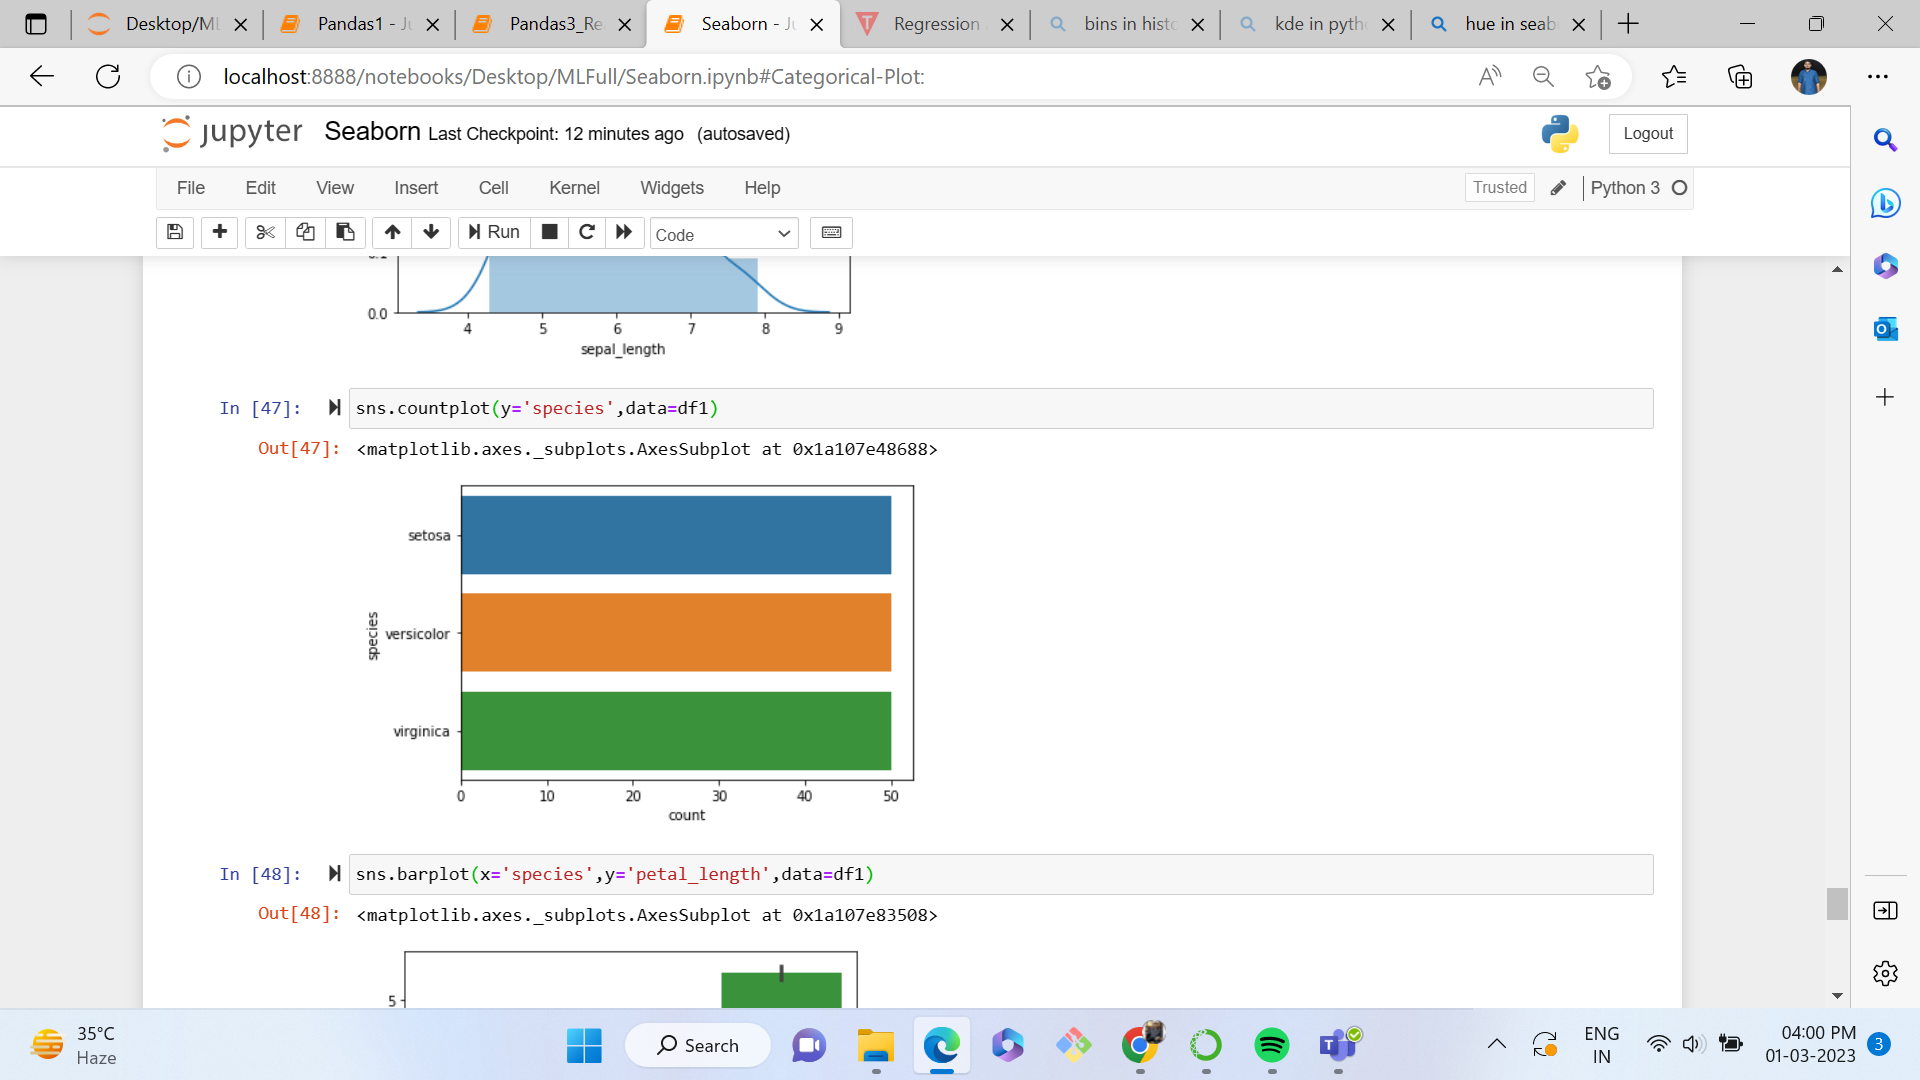 Desktop/ML
Pandas1 - Ju
Pandas3_Re
Seaborn - Ju
Regression
bins in histo
kde in pytho
hue in seab
localhost:8888/notebooks/Desktop/MLFull/Seaborn.ipynb#Categorical-Plot:
jupyter Seaborn Last Checkpoint: 12 minutes ago (autosaved)
Logout
File Edit View Insert Cell Kernel Widgets Help
Trusted Python 3
Run Code
0.1
0.0
4 5 6 7 8 9
sepal_length
In [47]: sns.countplot(y='species',data=df1)
Out[47]: <matplotlib.axes._subplots.AxesSubplot at 0x1a107e48688>
setosa
versicolor
virginica
species
0 10 20 30 40 50
count
In [48]: sns.barplot(x='species',y='petal_length',data=df1)
Out[48]: <matplotlib.axes._subplots.AxesSubplot at 0x1a107e83508>
5
35°C
Haze
Search
ENG
IN
04:00 PM
01-03-2023
3